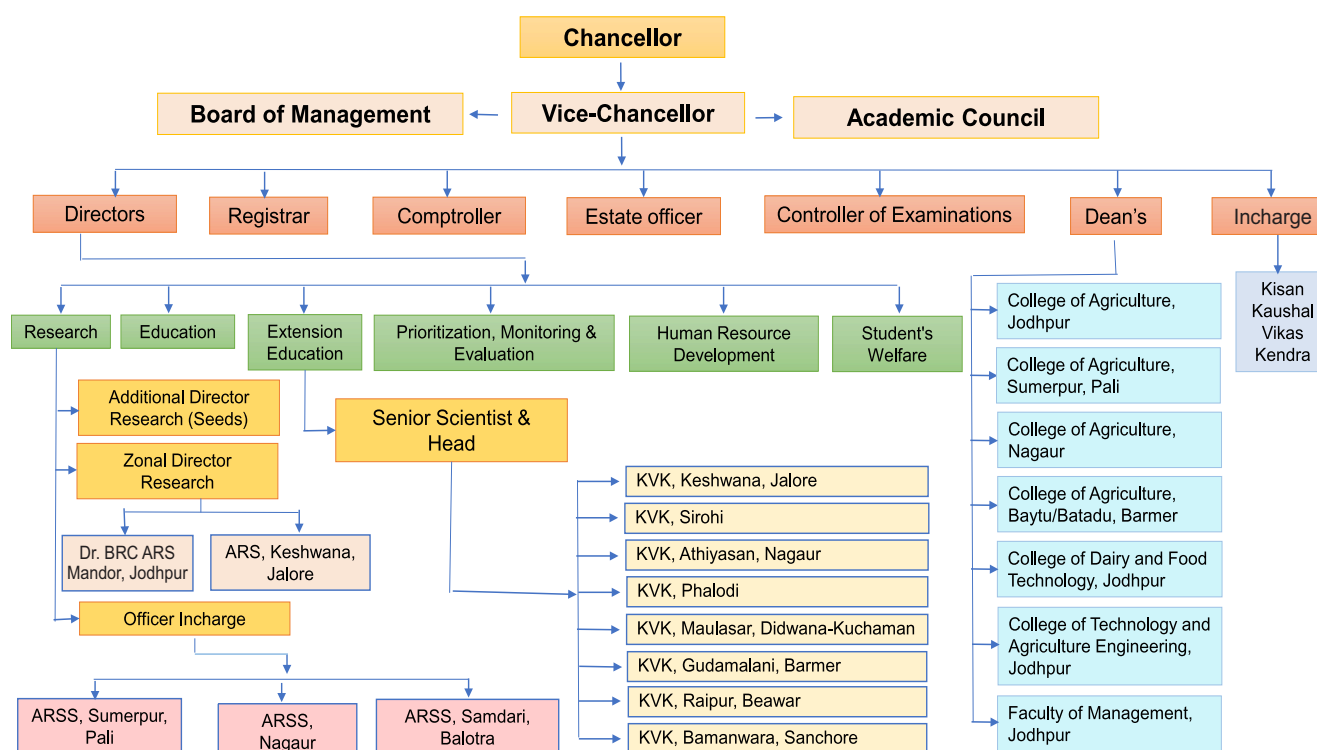 Chancellor
Board of Management
Vice-Chancellor
Academic Council
Directors
Registrar
Comptroller
Estate officer
Controller of Examinations
Dean's
Incharge
Research
Education
Extension
Education
Prioritization, Monitoring &
Evaluation
Human Resource
Development
Student's
Welfare
Kisan
Kaushal
Vikas
Kendra
Additional Director
Research (Seeds)
Zonal Director
Research
Dr. BRC ARS
Mandor, Jodhpur
ARS, Keshwana,
Jalore
Officer Incharge
ARSS, Sumerpur,
Pali
ARSS,
Nagaur
ARSS, Samdari,
Balotra
Senior Scientist &
Head
KVK, Keshwana, Jalore
KVK, Sirohi
KVK, Athiyasan, Nagaur
KVK, Phalodi
KVK, Maulasar, Didwana-Kuchaman
KVK, Gudamalani, Barmer
KVK, Raipur, Beawar
KVK, Bamanwara, Sanchore
College of Agriculture,
Jodhpur
College of Agriculture,
Sumerpur, Pali
College of Agriculture,
Nagaur
College of Agriculture,
Baytu/Batadu, Barmer
College of Dairy and Food
Technology, Jodhpur
College of Technology and
Agriculture Engineering,
Jodhpur
Faculty of Management,
Jodhpur